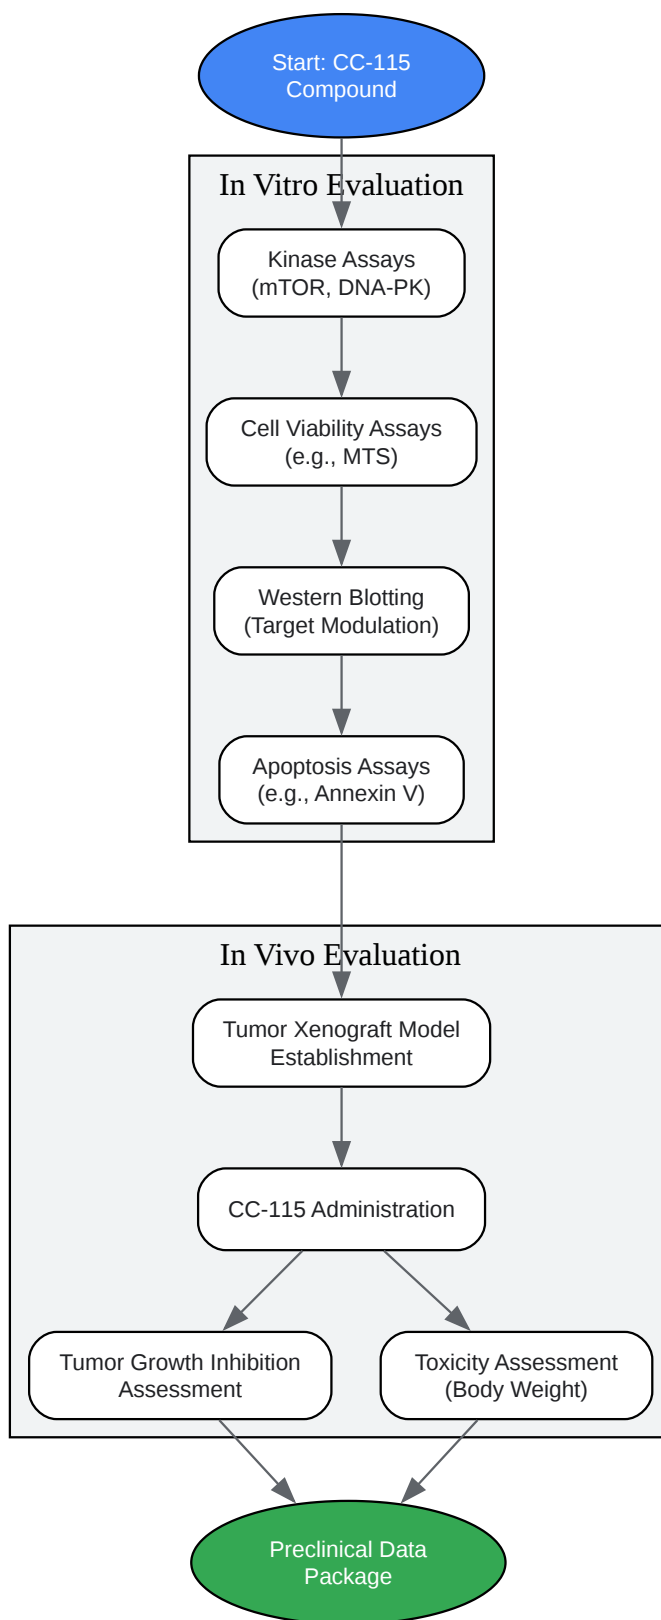 Start: CC-115
Compound
In Vitro Evaluation
Kinase Assays
(mTOR, DNA-PK)
Cell Viability Assays
(e.g., MTS)
Western Blotting
(Target Modulation)
Apoptosis Assays
(e.g., Annexin V)
In Vivo Evaluation
Tumor Xenograft Model
Establishment
CC-115 Administration
Tumor Growth Inhibition
Assessment
Toxicity Assessment
(Body Weight)
Preclinical Data
Package